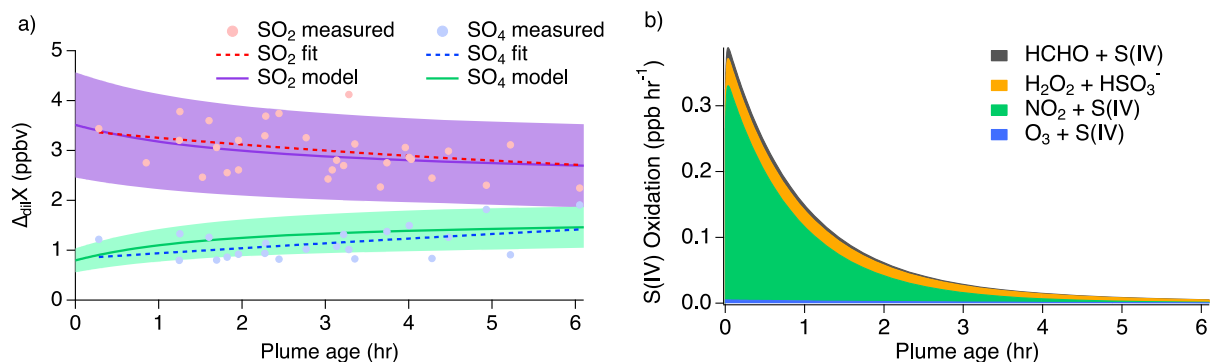 a)
SO₂ measured
SO₂ fit
SO₂ model
SO₄ measured
SO₄ fit
SO₄ model
Δ_dil X (ppbv)
5
4
3
2
1
0
0 1 2 3 4 5 6
Plume age (hr)
b)
HCHO + S(IV)
H₂O₂ + HSO₃⁻
NO₂ + S(IV)
O₃ + S(IV)
S(IV) Oxidation (ppb hr⁻¹)
0.3
0.2
0.1
0.0
0 1 2 3 4 5 6
Plume age (hr)